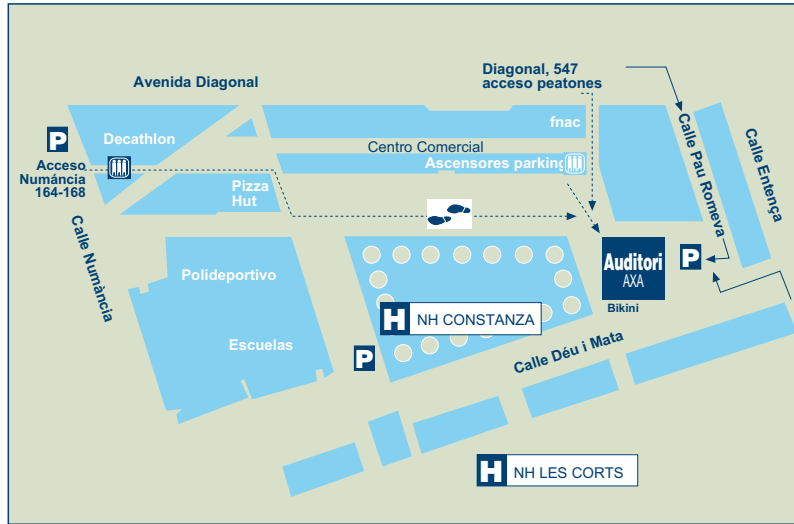 Avenida Diagonal
Diagonal, 547
acceso peatones
P
Decathlon
fnac
Calle Pau Romeva
Calle Entença
Centro Comercial
Acceso
Numáncia
164-168
Ascensores parking
Pizza
Hut
Calle Numància
Polideportivo
Auditori
AXA
P
Bikini
H NH CONSTANZA
Escuelas
P
Calle Déu i Mata
H NH LES CORTS